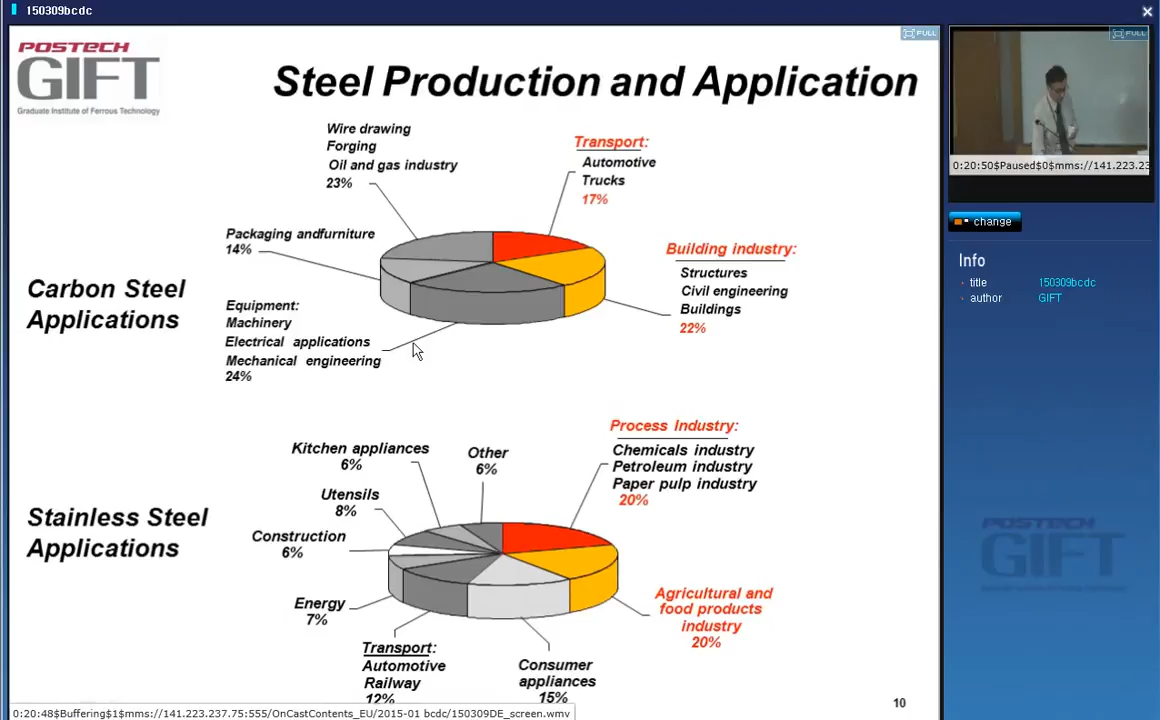 150309bcdc
FULL
FULL
POSTECH
GIFT
Graduate Institute of Ferrous Technology
Steel Production and Application
Wire drawing
Forging
Oil and gas industry
23%
Transport:
Automotive
Trucks
17%
Packaging andfurniture
14%
Building industry:
Structures
Civil engineering
Buildings
22%
Carbon Steel
Applications
Equipment:
Machinery
Electrical applications
Mechanical engineering
24%
Process Industry:
Chemicals industry
Petroleum industry
Paper pulp industry
20%
Kitchen appliances
6%
Other
6%
Utensils
8%
Stainless Steel
Applications
Construction
6%
Energy
7%
Agricultural and
food products
industry
20%
Transport:
Automotive
Railway
12%
Consumer
appliances
15%
10
0:20:48$Buffering$1$mms://141.223.237.75:555/OnCastContents_EU/2015-01 bcdc/150309DE_screen.wmv
0:20:50$Paused$0$mms://141.223.23
change
Info
title 150309bcdc
author GIFT
POSTECH
GIFT